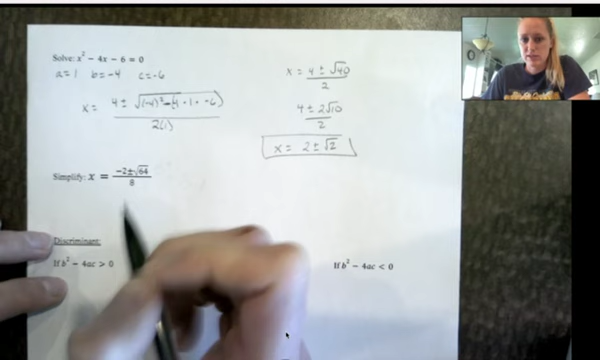 Solve: x² − 4x − 6 = 0
a=1 b=-4 c=-6
x = 4 ± √(-4)² - (4 · 1 · -6)
2(1)
x = 4 ± √40
2
4 ± 2√10
2
x = 2 ± √2
Simplify: x = −2±√64
8
Discriminant:
If b² − 4ac > 0
If b² − 4ac < 0